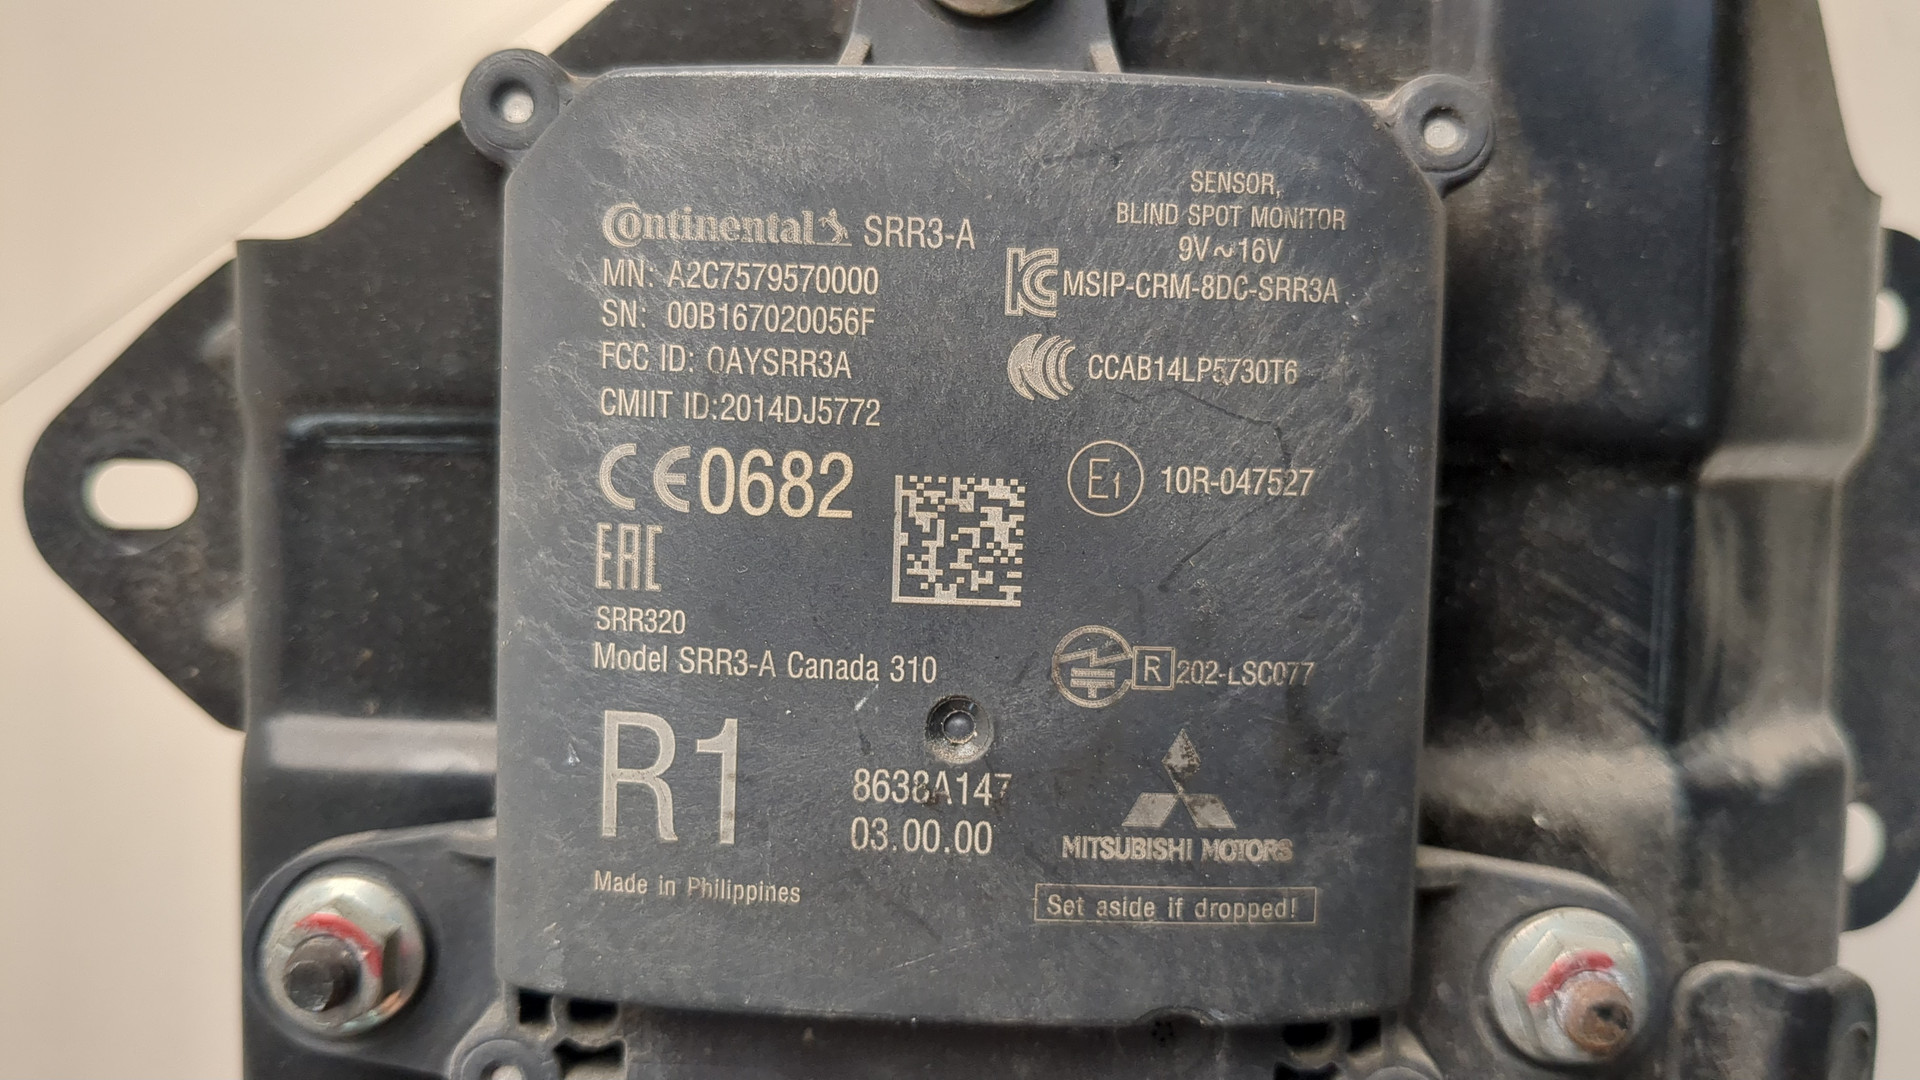 Continental SRR3-A
MN: A2C7579570000
SN: 00B167020056F
FCC ID: OAYSRR3A
CMIIT ID:2014DJ5772
CE0682
EAC
SRR320
Model SRR3-A Canada 310
R1
Made in Philippines
8638A147
03.00.00
SENSOR,
BLIND SPOT MONITOR
9V~16V
MSIP-CRM-8DC-SRR3A
CCAB14LP5730T6
E1 10R-047527
R 202-LSC077
MITSUBISHI MOTORS
Set aside if dropped!